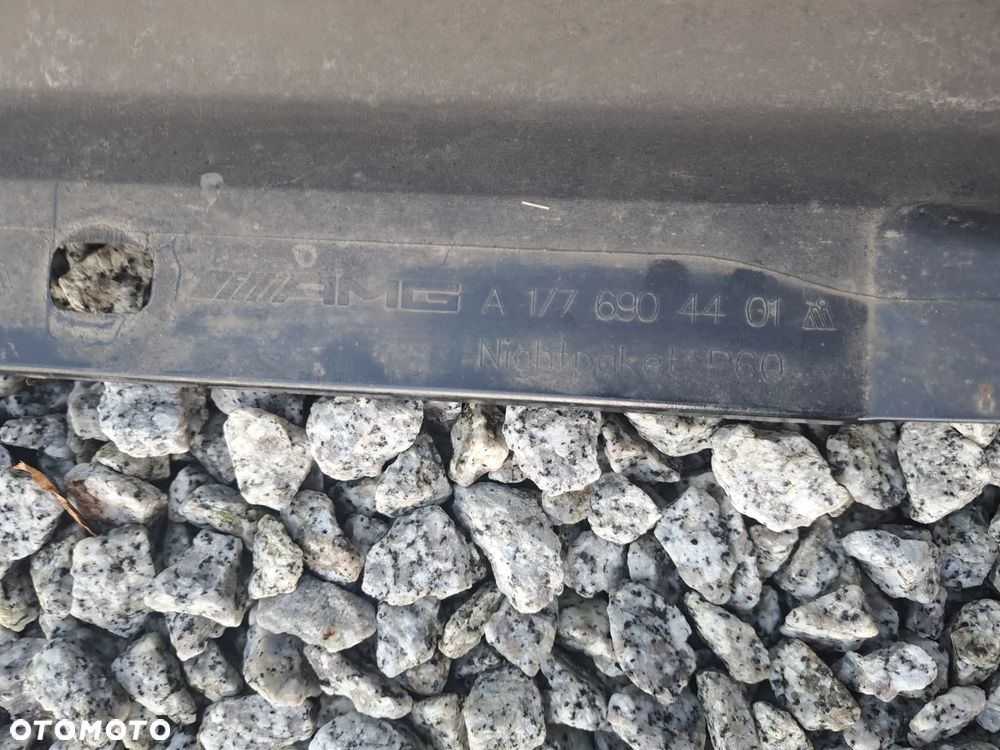 AMG A 177 690 44 01
Nightpaket P60
OTOMOTO